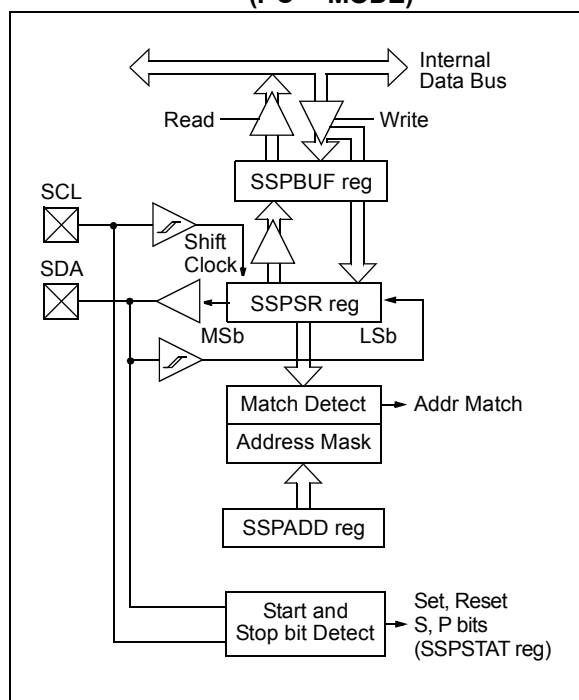 MODE)
Internal
Data Bus
Read
Write
SSPBUF reg
SCL
Shift
Clock
SDA
SSPSR reg
MSb
LSb
Match Detect
Addr Match
Address Mask
SSPADD reg
Start and
Stop bit Detect
Set, Reset
S, P bits
(SSPSTAT reg)